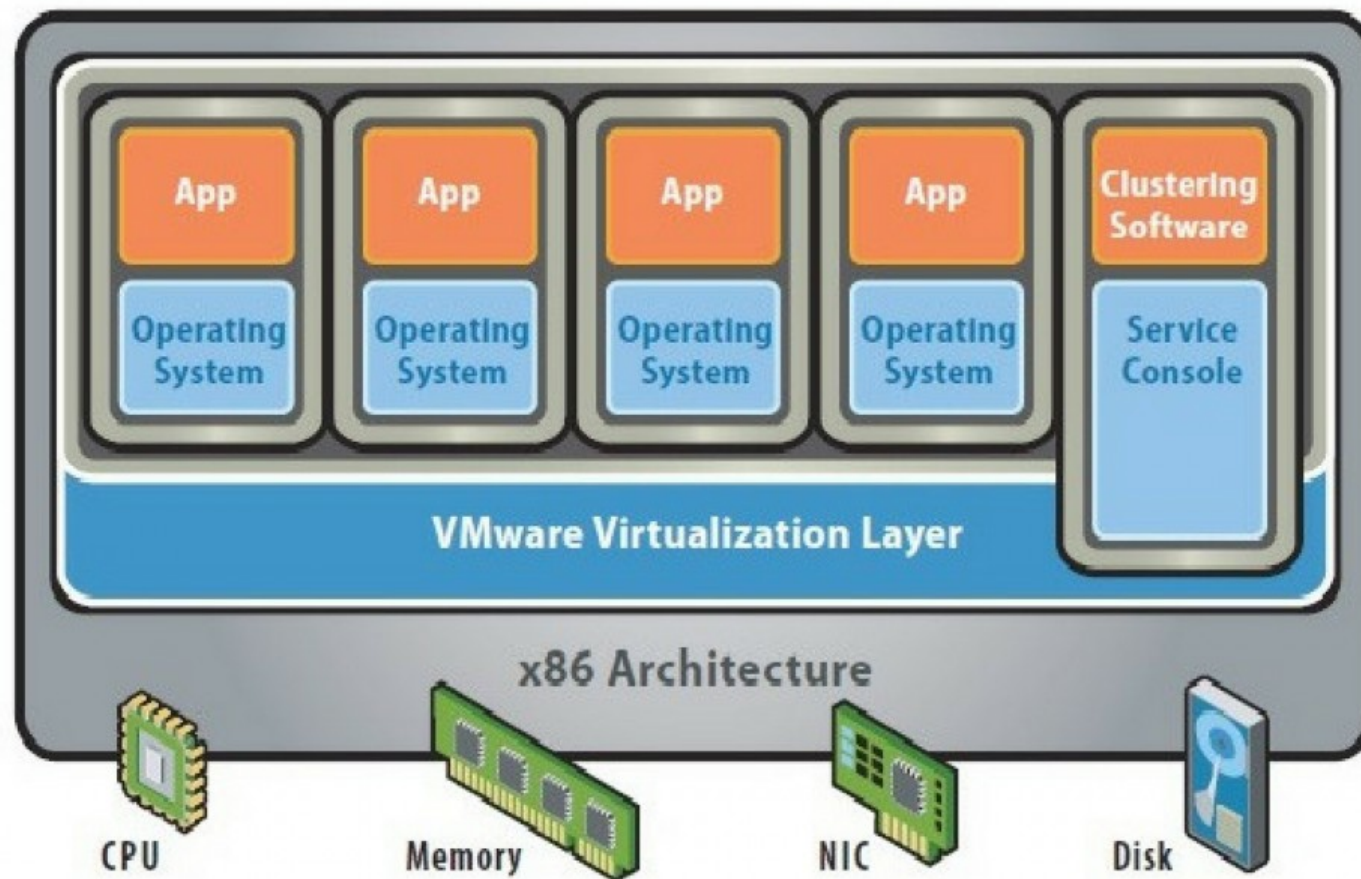 App
App
App
App
Clustering
Software
Operating
System
Operating
System
Operating
System
Operating
System
Service
Console
VMware Virtualization Layer
x86 Architecture
CPU
Memory
NIC
Disk